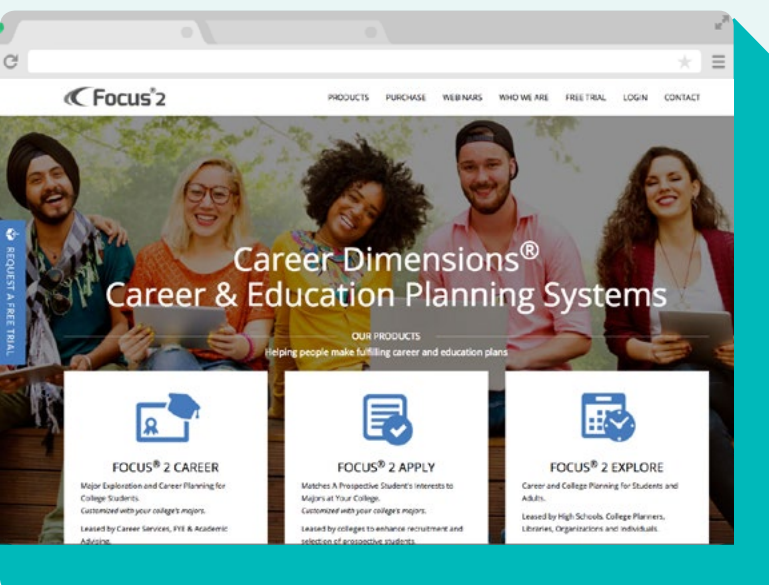 Focus®2
PRODUCTS PURCHASE WEBINARS WHO WE ARE FREE TRIAL LOGIN CONTACT
REQUEST A FREE TRIAL
Career Dimensions®
Career & Education Planning Systems
OUR PRODUCTS
Helping people make fulfilling career and education plans
FOCUS® 2 CAREER
Major Exploration and Career Planning for
College Students.
Customized with your college's majors.
Leased by Career Services, FYE & Academic
Advising.
FOCUS® 2 APPLY
Matches A Prospective Student's Interests to
Majors at Your College.
Customized with your college's majors.
Leased by colleges to enhance recruitment and
selection of prospective students.
FOCUS® 2 EXPLORE
Career and College Planning for Students and
Adults.
Leased by High Schools, College Planners,
Libraries, Organizations and Individuals.